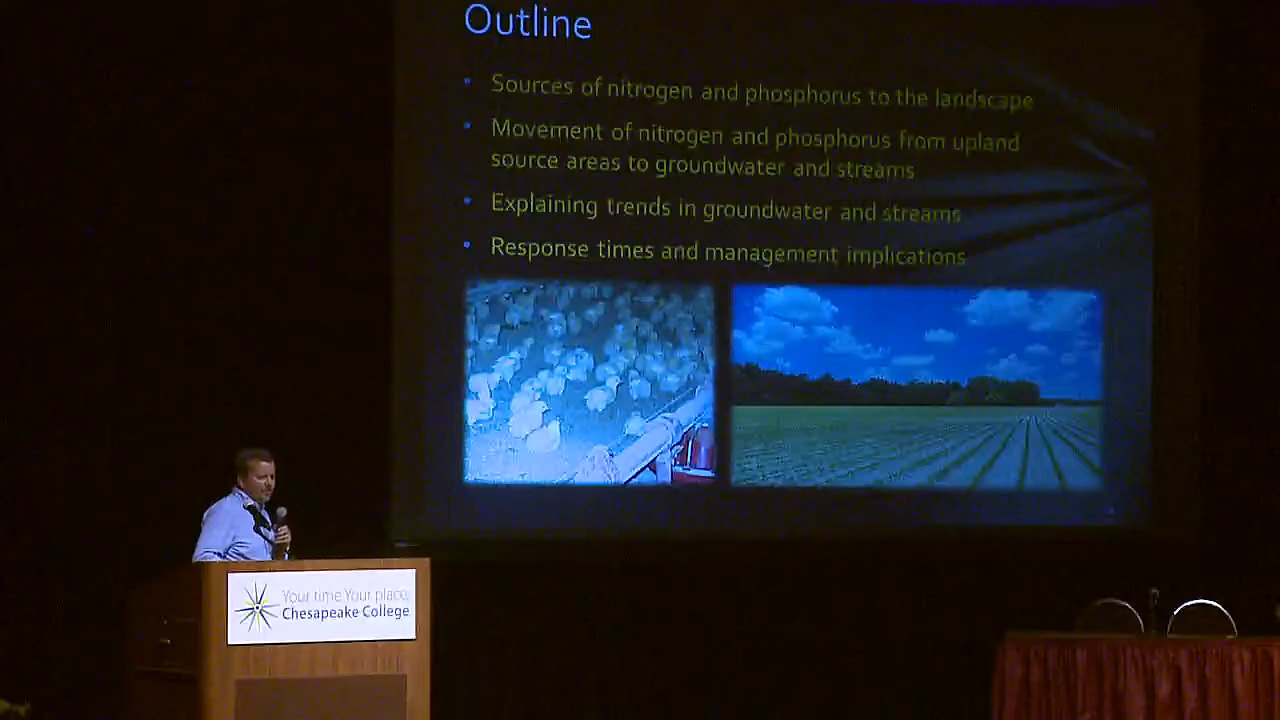 Outline
• Sources of nitrogen and phosphorus to the landscape
• Movement of nitrogen and phosphorus from upland
source areas to groundwater and streams
• Explaining trends in groundwater and streams
• Response times and management implications
Your time. Your place.
Chesapeake College